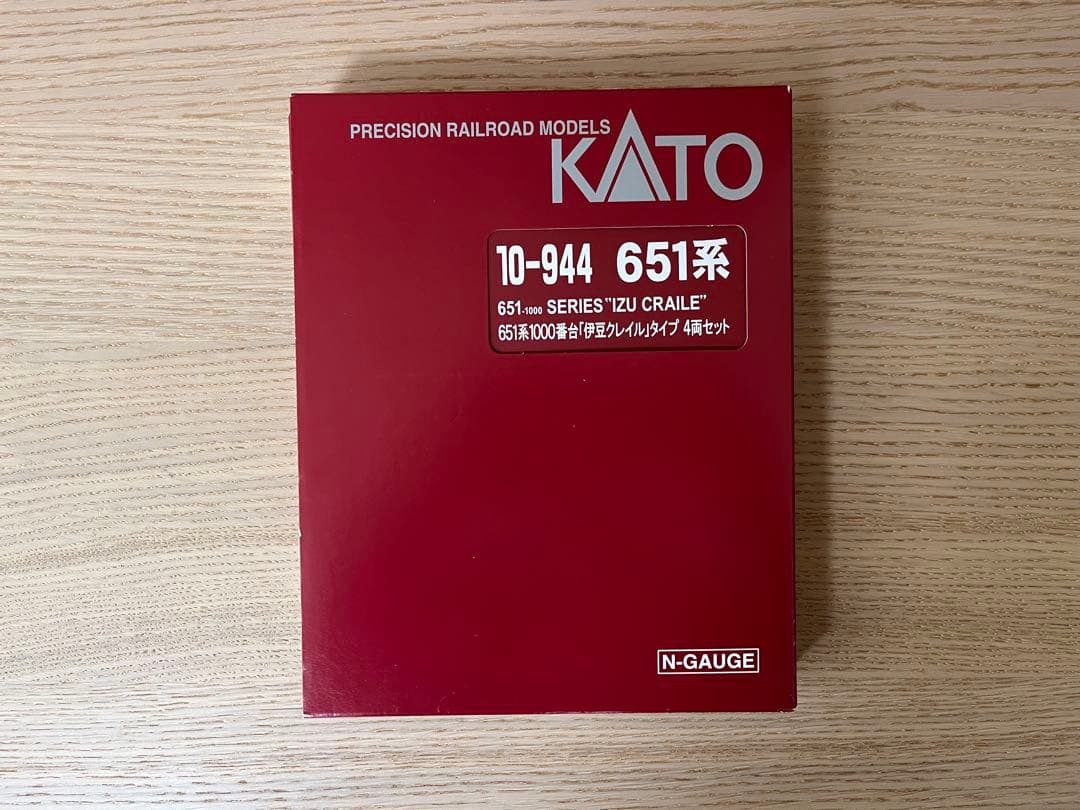 PRECISION RAILROAD MODELS
KATO
10-944 651系
651-1000 SERIES"IZU CRAILE"
651系1000番台「伊豆クレイル」タイプ 4両セット
N-GAUGE